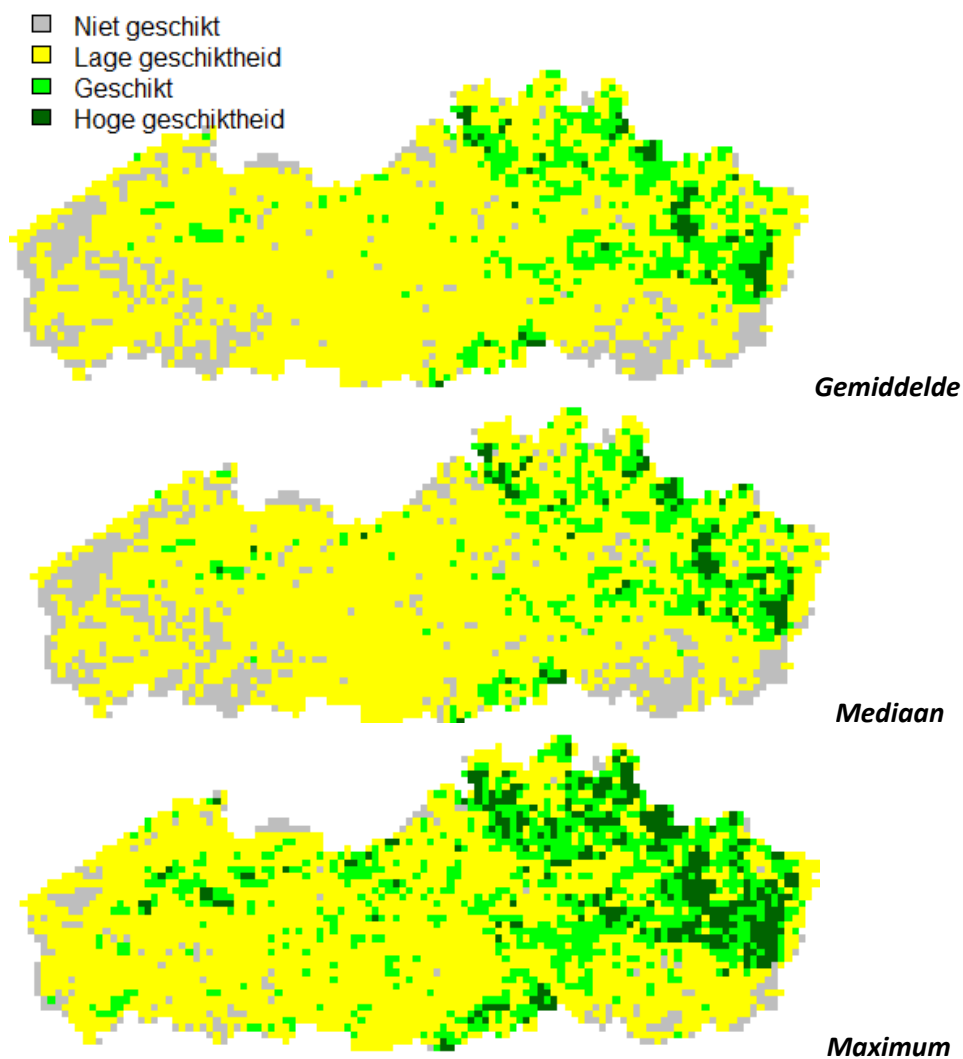 Niet geschikt
Lage geschiktheid
Geschikt
Hoge geschiktheid
Gemiddelde
Mediaan
Maximum